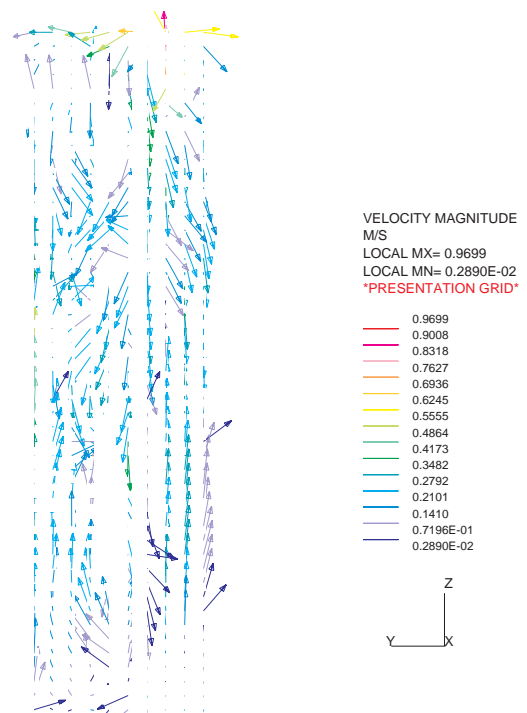 VELOCITY MAGNITUDE
M/S
LOCAL MX= 0.9699
LOCAL MN= 0.2890E-02
*PRESENTATION GRID*
0.9699
0.9008
0.8318
0.7627
0.6936
0.6245
0.5555
0.4864
0.4173
0.3482
0.2792
0.2101
0.1410
0.7196E-01
0.2890E-02
Z
Y
X